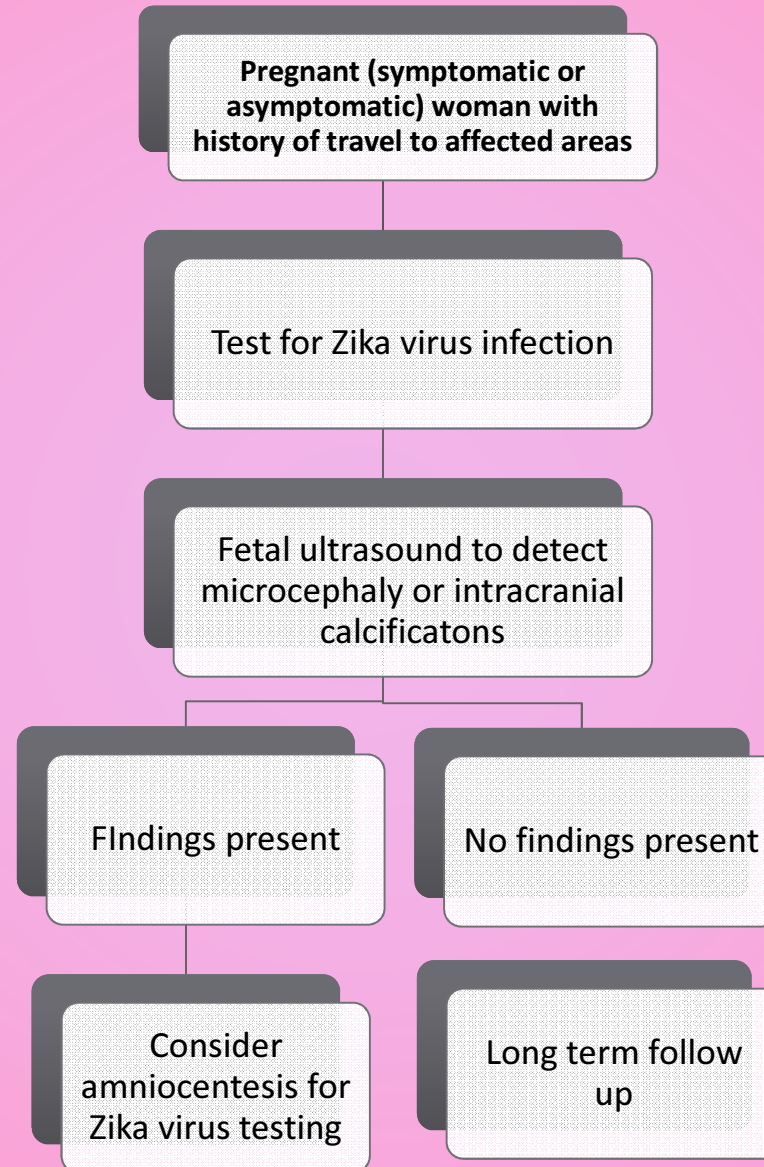 Pregnant (symptomatic or
asymptomatic) woman with
history of travel to affected areas
Test for Zika virus infection
Fetal ultrasound to detect
microcephaly or intracranial
calcificatons
FIndings present
No findings present
Consider
amniocentesis for
Zika virus testing
Long term follow
up